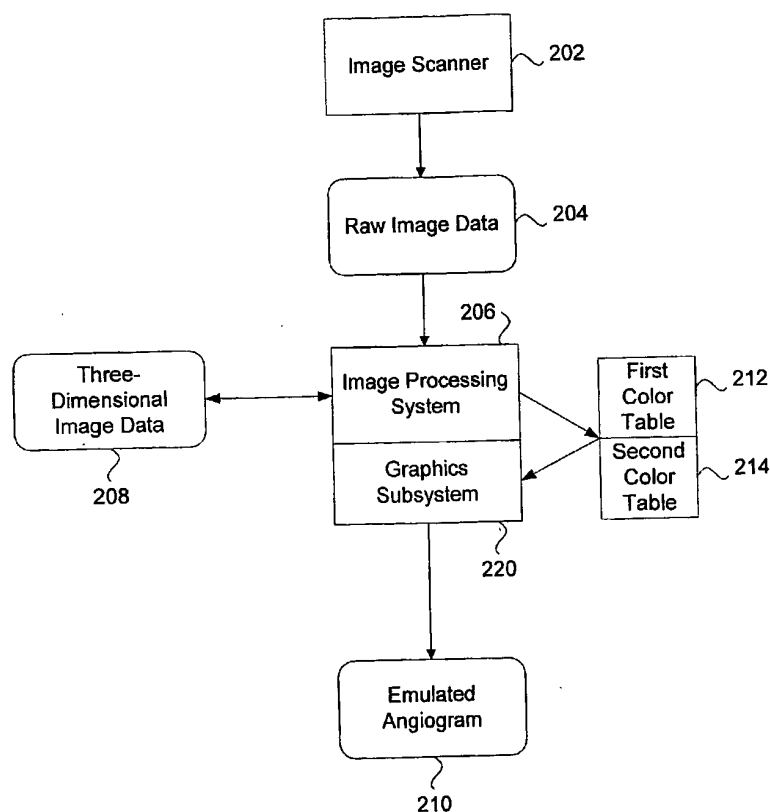 Image Scanner
202
Raw Image Data
204
206
Three-
Dimensional
Image Data
208
Image Processing
System
First
Color
Table
212
Graphics
Subsystem
220
Second
Color
Table
214
Emulated
Angiogram
210